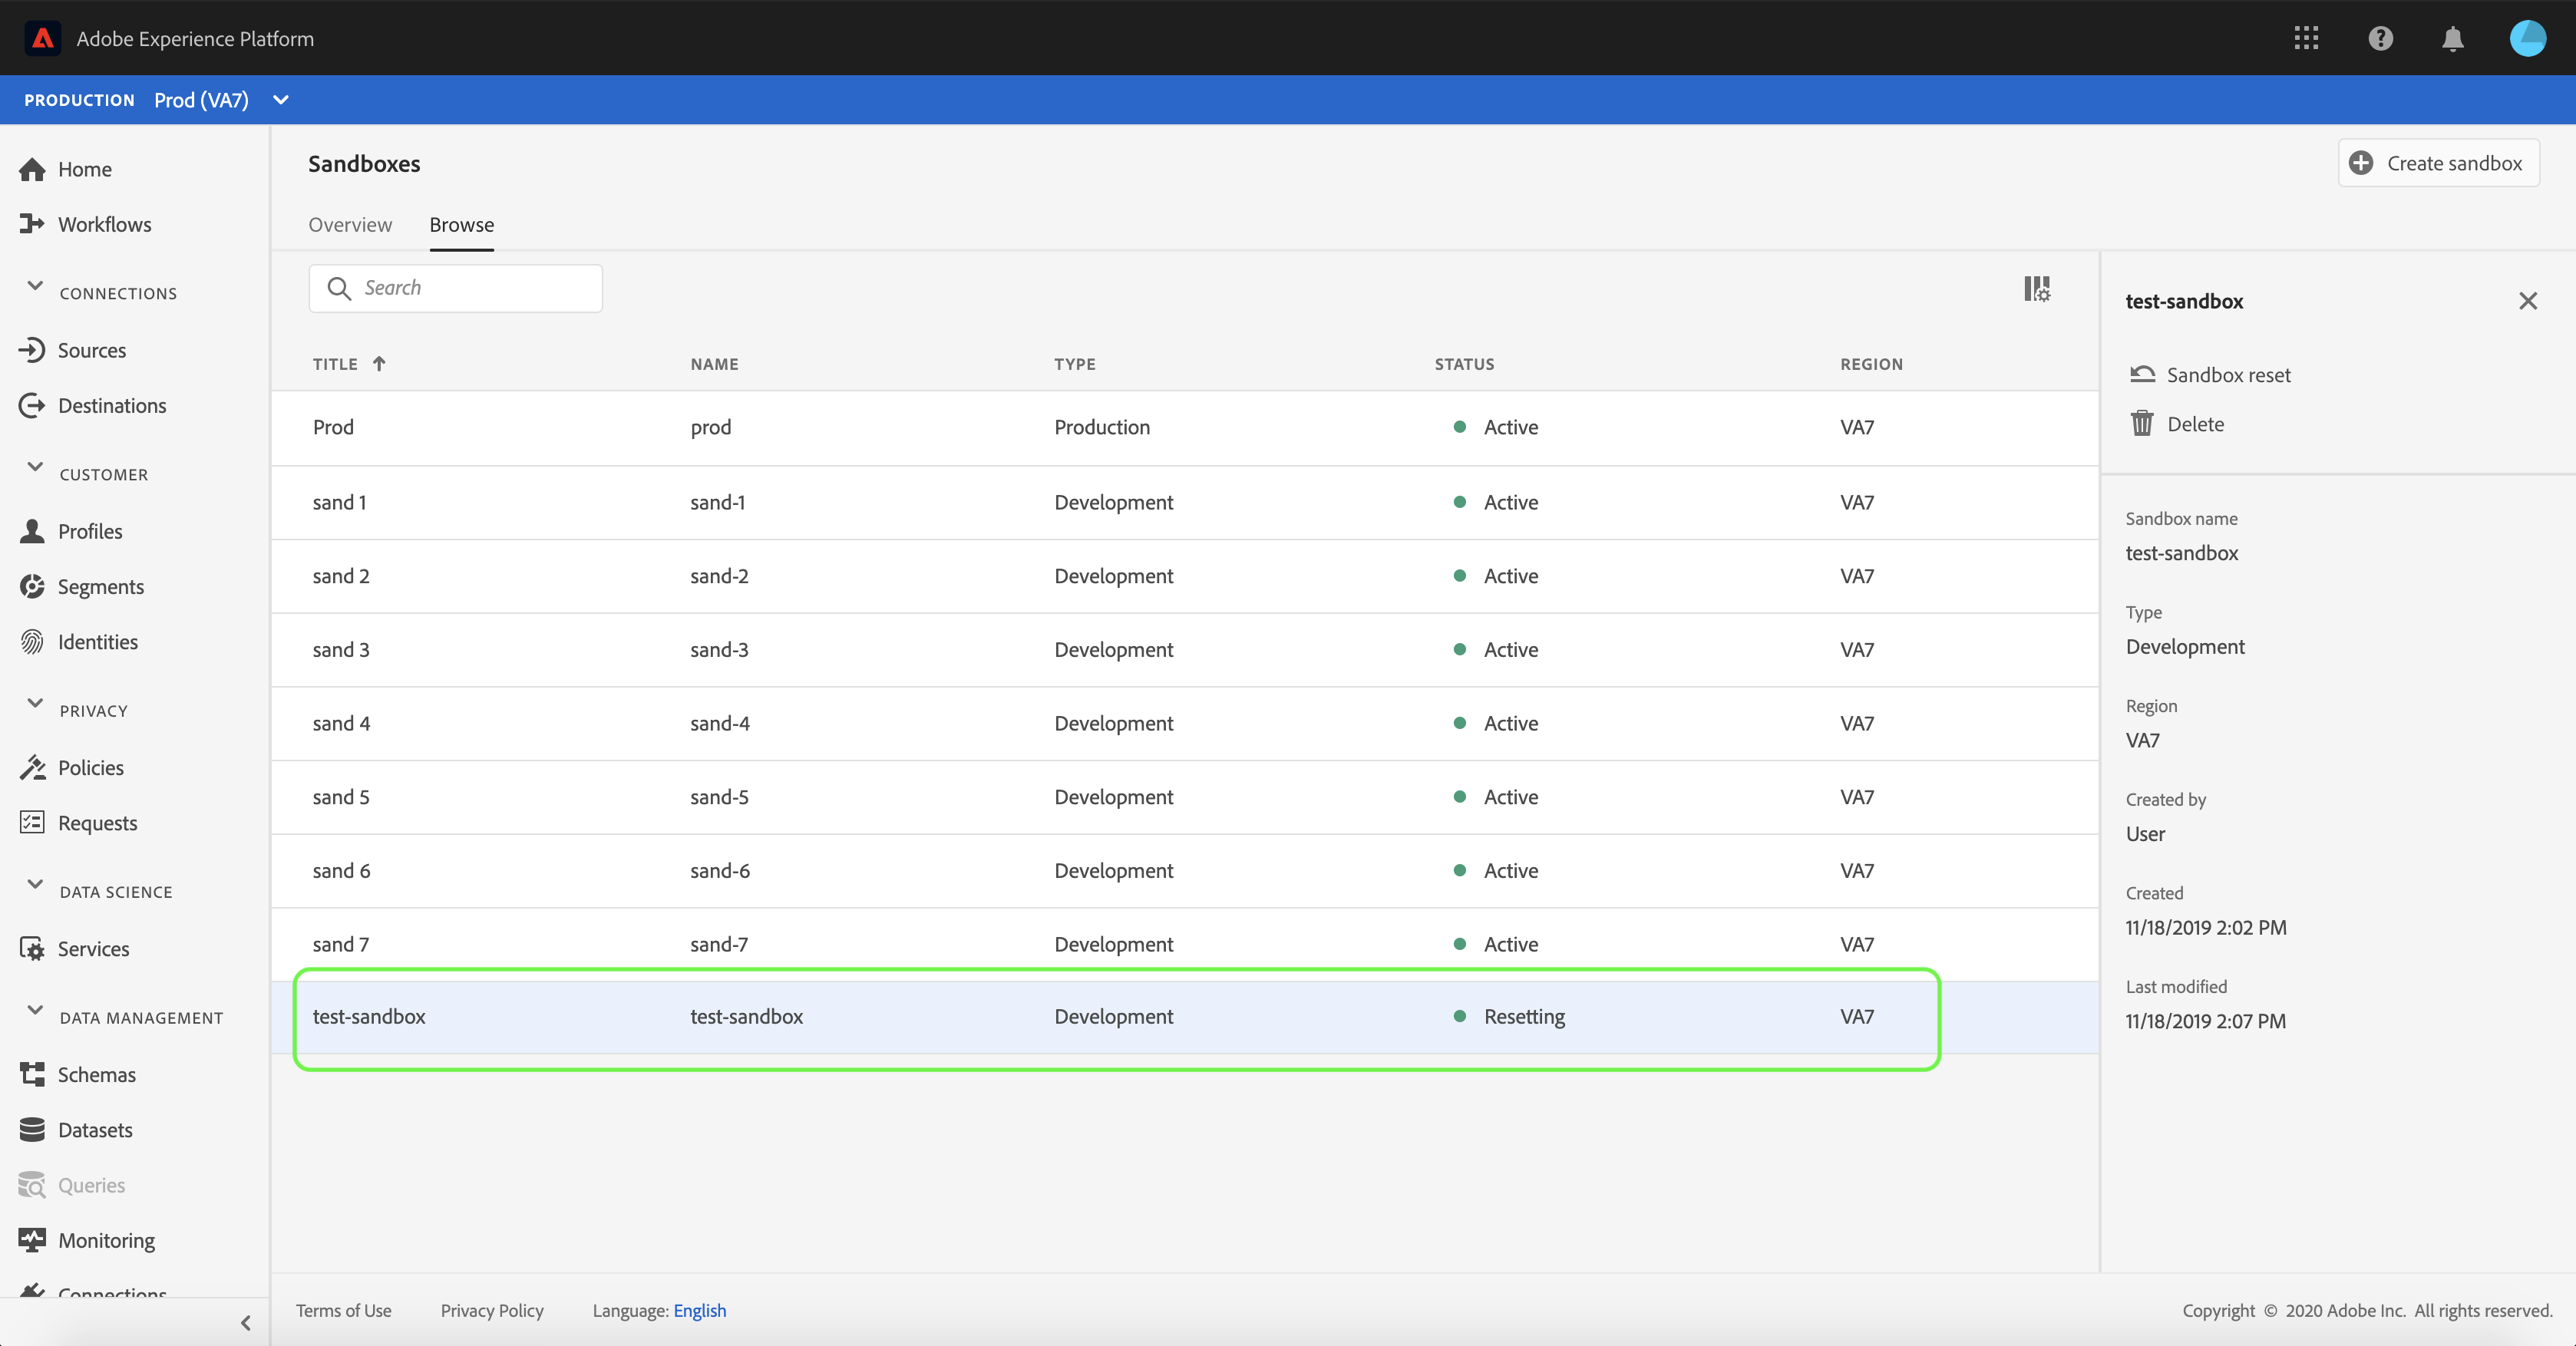 Adobe Experience Platform
PRODUCTION Prod (VA7)
Home
Workflows
CONNECTIONS
Sources
Destinations
CUSTOMER
Profiles
Segments
Identities
PRIVACY
Policies
Requests
DATA SCIENCE
Services
DATA MANAGEMENT
Schemas
Datasets
Queries
Monitoring
Connections
Sandboxes
Create sandbox
Overview Browse
Search
TITLE NAME TYPE STATUS REGION
Prod prod Production Active VA7
sand 1 sand-1 Development Active VA7
sand 2 sand-2 Development Active VA7
sand 3 sand-3 Development Active VA7
sand 4 sand-4 Development Active VA7
sand 5 sand-5 Development Active VA7
sand 6 sand-6 Development Active VA7
sand 7 sand-7 Development Active VA7
test-sandbox test-sandbox Development Resetting VA7
test-sandbox
Sandbox reset
Delete
Sandbox name
test-sandbox
Type
Development
Region
VA7
Created by
User
Created
11/18/2019 2:02 PM
Last modified
11/18/2019 2:07 PM
Terms of Use Privacy Policy Language: English
Copyright © 2020 Adobe Inc. All rights reserved.